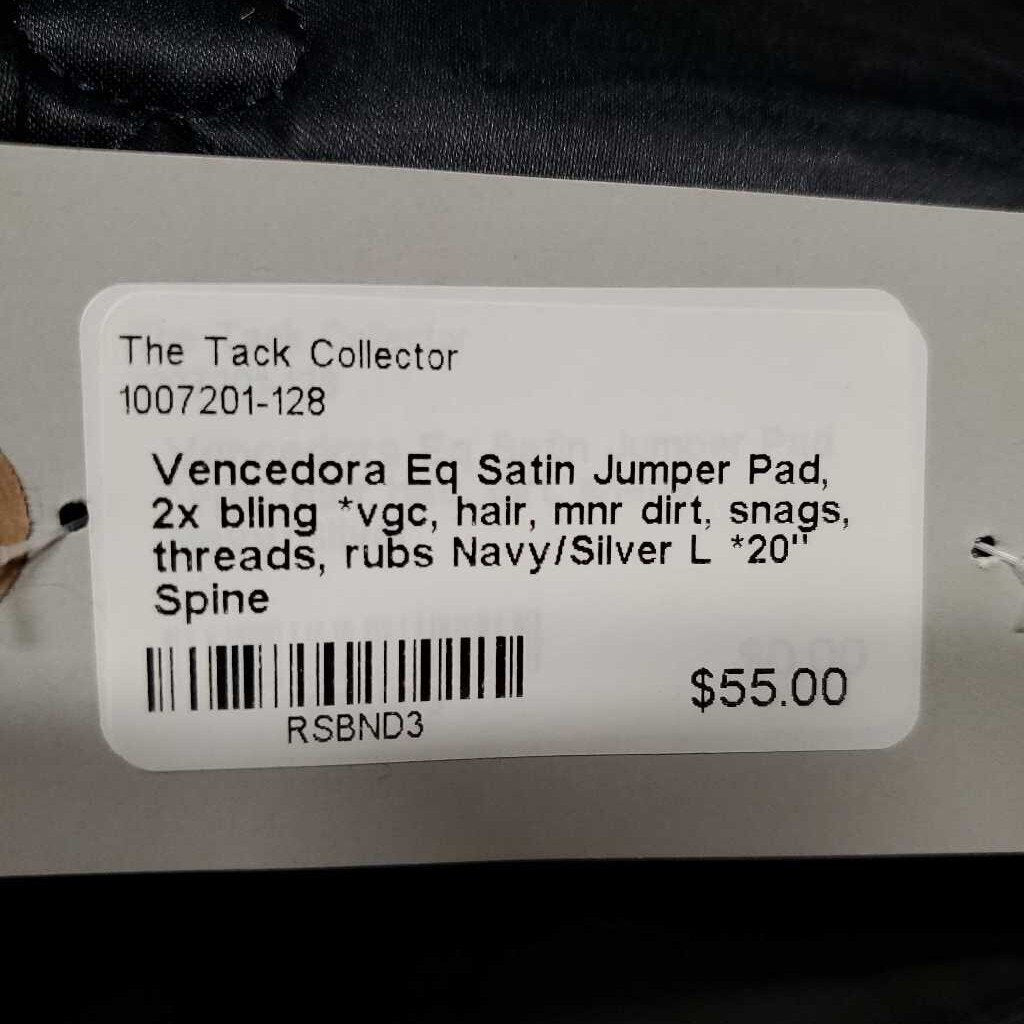 The Tack Collector
1007201-128
Vencedora Eq Satin Jumper Pad,
2x bling *vgc, hair, mnr dirt, snags,
threads, rubs Navy/Silver L *20"
Spine
RSBND3
$55.00